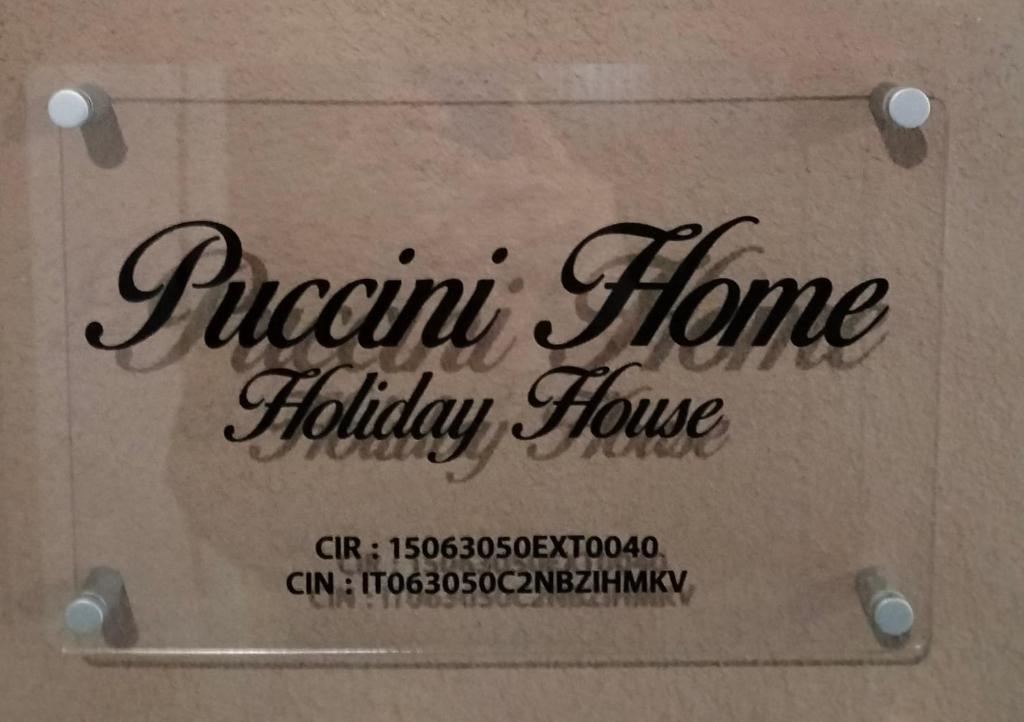 Puccini Home
Holiday House
CIR : 15063050EXT0040
CIN : IT063050C2NBZIHMKV